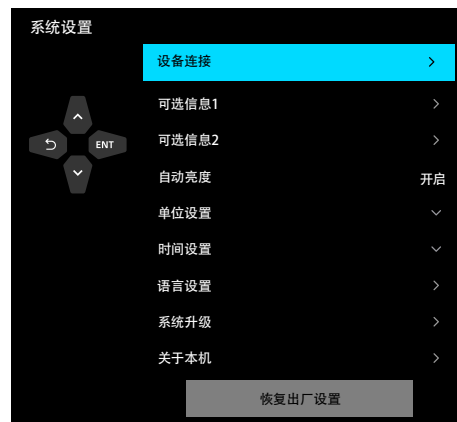 系统设置
设备连接
可选信息1
ENT
可选信息2
自动亮度 开启
单位设置
时间设置
语言设置
系统升级
关于本机
恢复出厂设置